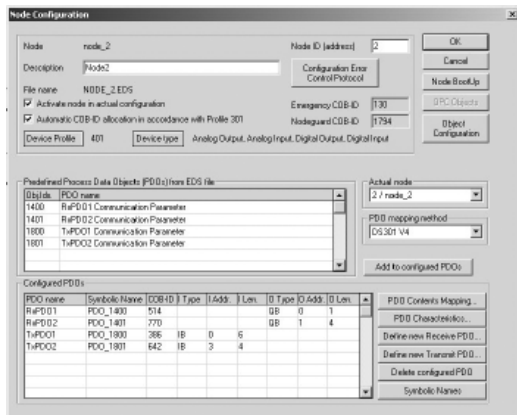 Node Configuration
Node node_2 Node ID (address) 2 OK
Description Node2 Configuration Error Control Protocol Cancel
File name NODE_2.EDS Node BootUp
Activate node in actual configuration Emergency COB-ID 130 OPC Objects
Automatic COB-ID allocation in accordance with Profile 301 Nodeguard COB-ID 1794 Object Configuration
Device Profile 401 Device type Analog Output, Analog Input, Digital Output, Digital Input
Predefined Process Data Objects (PDOs) from EDS file Actual node
Obj.Idx. PDO name 2 / node_2
1400 RxPDO1 Communication Parameter
1401 RxPDO2 Communication Parameter PDO mapping method
1800 TxPDO1 Communication Parameter DS301 V4
1801 TxPDO2 Communication Parameter
Add to configured PDOs
Configured PDOs
PDO name Symbolic Name COB-ID I Type I Addr. I Len. O Type O Addr. O Len. PDO Contents Mapping...
RxPDO1 PDO_1400 514 QB 0 1
RxPDO2 PDO_1401 770 QB 1 4 PDO Characteristics...
TxPDO1 PDO_1800 386 IB 0 6 Define new Receive PDO...
TxPDO2 PDO_1801 642 IB 3 4 Define new Transmit PDO...
Delete configured PDO
Symbolic Names